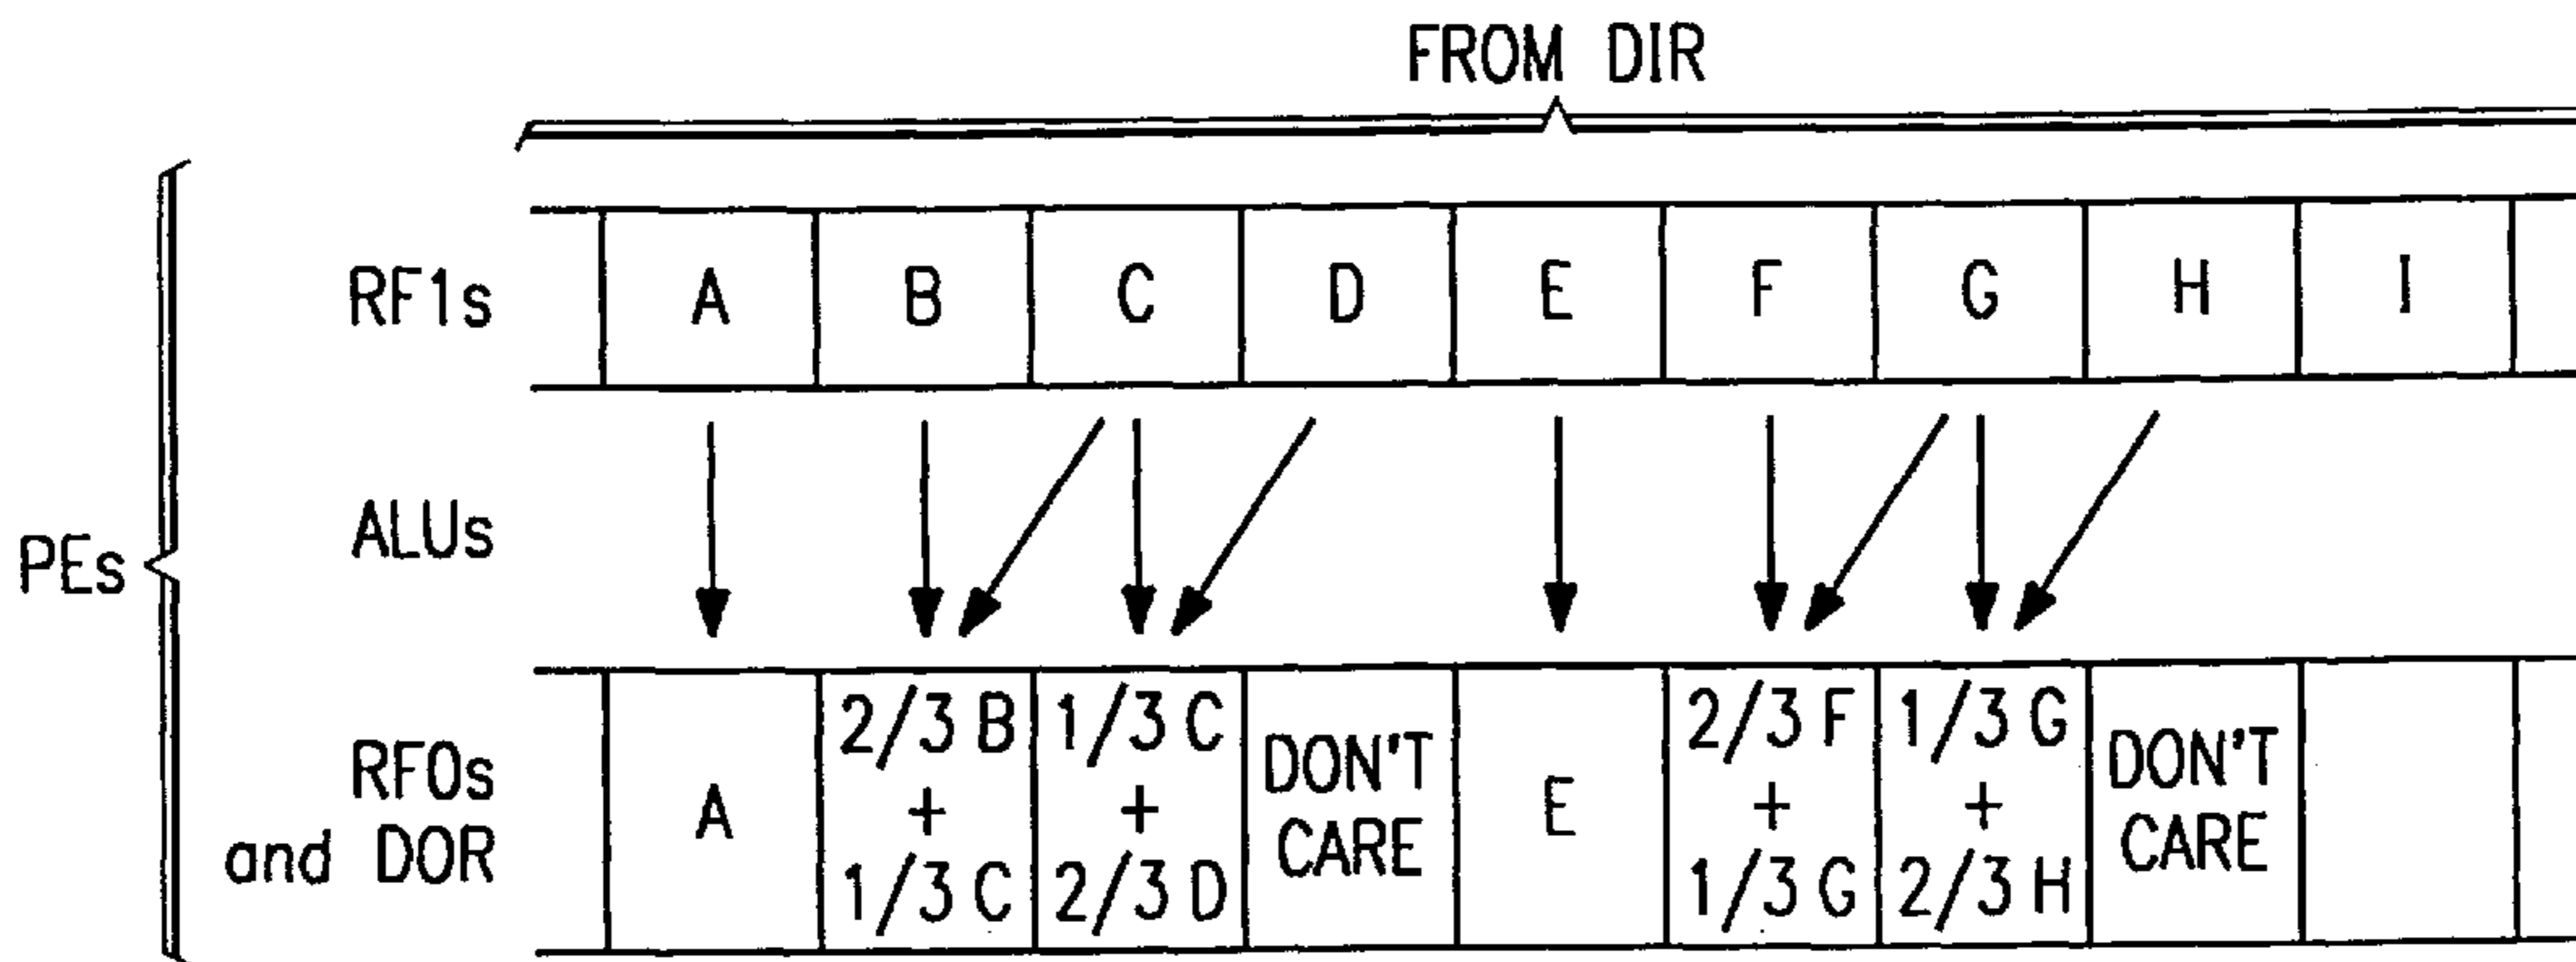 FROM DIR
RF1s A B C D E F G H I
ALUs
PEs
2/3 B 1/3 C 2/3 F 1/3 G
RF0s DON'T DON'T
A + + E + +
and DOR CARE CARE
1/3 C 2/3 D 1/3 G 2/3 H